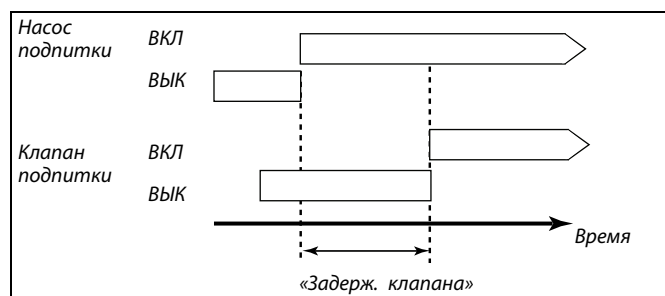 Насос
подпитки
ВКЛ
ВЫК
Клапан
подпитки
ВКЛ
ВЫК
Время
«Задерж. клапана»